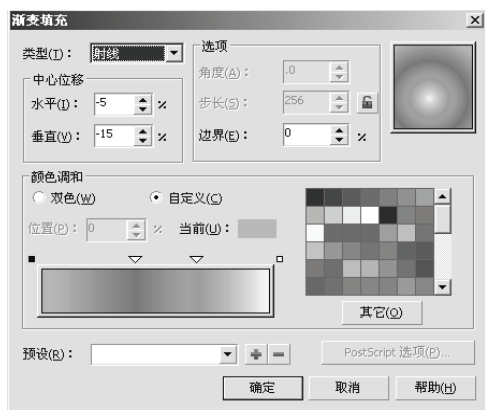 渐变填充
类型(T)： 射线
中心位移
水平(I)： -5 %
垂直(V)： -15 %
选项
角度(A)： .0
步长(S)： 256
边界(E)： 0 %
颜色调和
双色(W) 自定义(C)
位置(P)： 0 % 当前(U)：
其它(O)
预设(R)：
PostScript 选项(P)...
确定 取消 帮助(H)